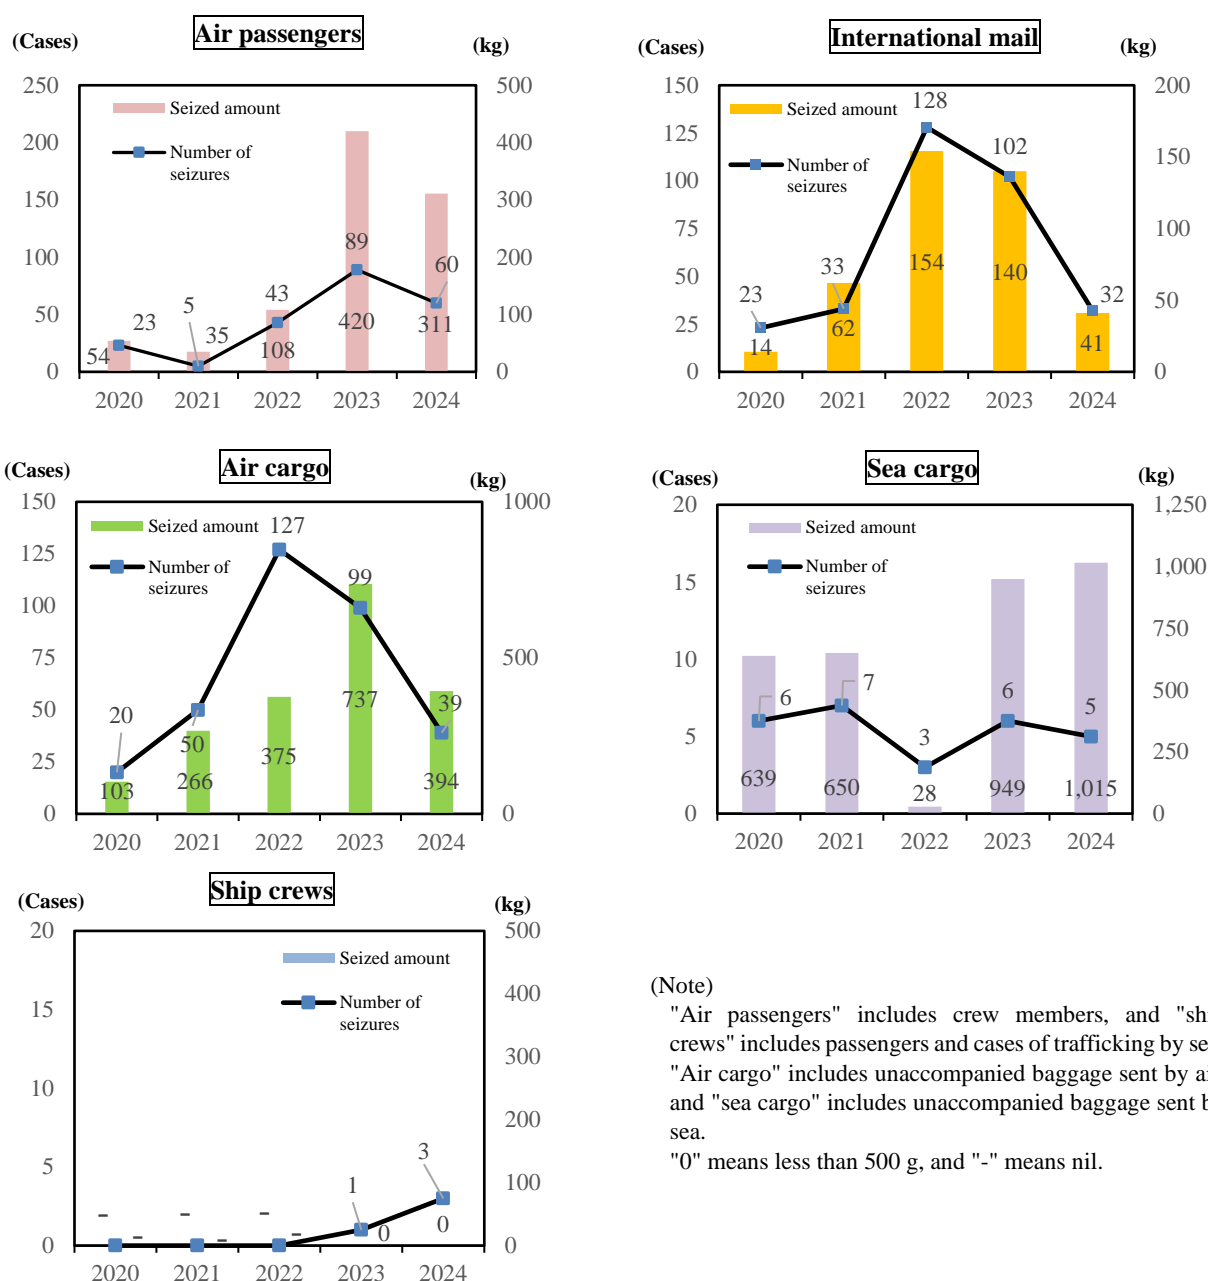 Air passengers
(Cases)
(kg)
250
200
150
100
50
0
500
400
300
200
100
0
Seized amount
Number of
seizures
54
23
5
35
43
108
89
420
60
311
2020 2021 2022 2023 2024
International mail
(Cases)
(kg)
150
125
100
75
50
25
0
200
150
100
50
0
Seized amount
Number of
seizures
23
14
33
62
128
154
102
140
32
41
2020 2021 2022 2023 2024
Air cargo
(Cases)
(kg)
150
125
100
75
50
25
0
1000
500
0
Seized amount
Number of
seizures
20
103
50
266
127
375
99
737
39
394
2020 2021 2022 2023 2024
Sea cargo
(Cases)
(kg)
20
15
10
5
0
1,250
1,000
750
500
250
0
Seized amount
Number of
seizures
6
639
7
650
3
28
6
949
5
1,015
2020 2021 2022 2023 2024
Ship crews
(Cases)
(kg)
20
15
10
5
0
500
400
300
200
100
0
Seized amount
Number of
seizures
-
-
-
-
-
-
1
0
3
0
2020 2021 2022 2023 2024
(Note)
"Air passengers" includes crew members, and "shi
crews" includes passengers and cases of trafficking by se
"Air cargo" includes unaccompanied baggage sent by ai
and "sea cargo" includes unaccompanied baggage sent b
sea.
"0" means less than 500 g, and "-" means nil.